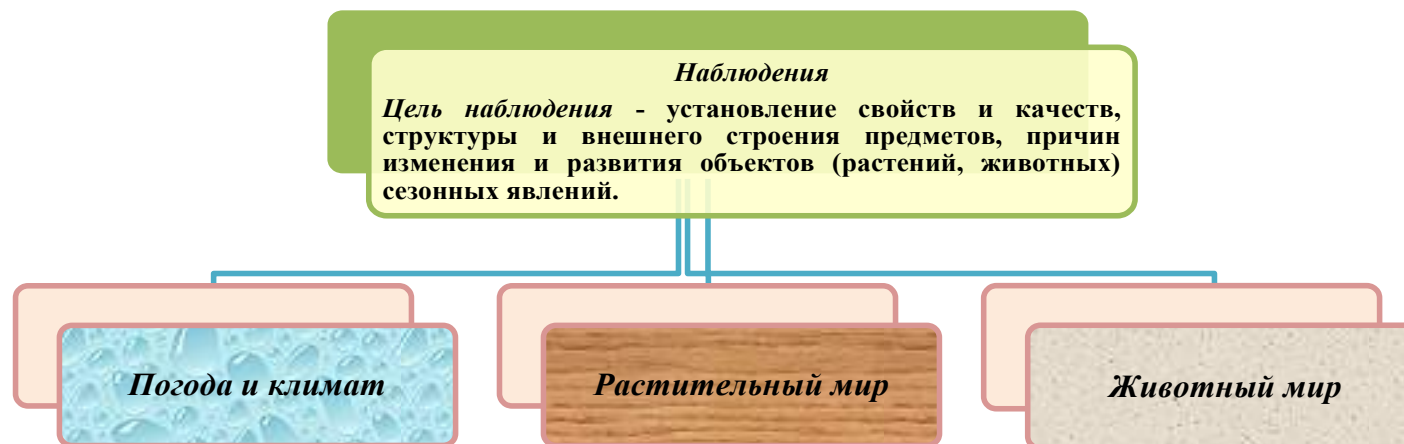 Наблюдения
Цель наблюдения - установление свойств и качеств,
структуры и внешнего строения предметов, причин
изменения и развития объектов (растений, животных)
сезонных явлений.
Погода и климат
Растительный мир
Животный мир